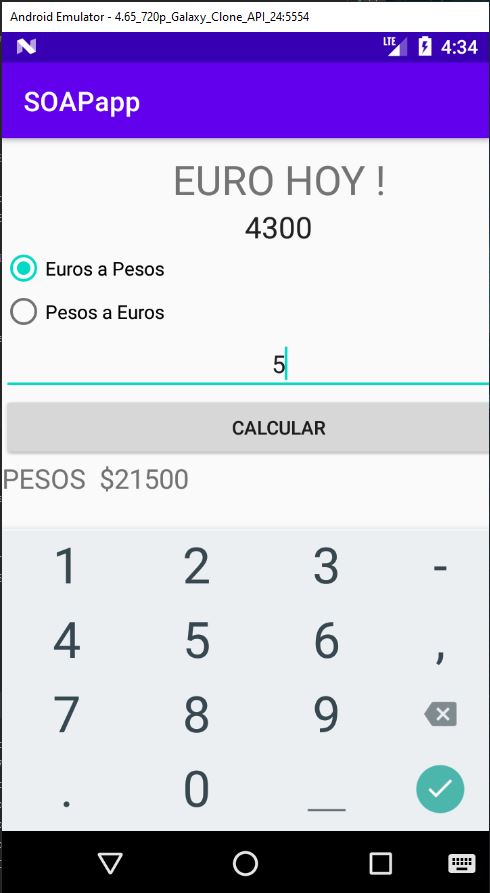 Android Emulator - 4.65_720p_Galaxy_Clone_API_24:5554
LTE 4:34
SOAPapp
EURO HOY !
4300
Euros a Pesos
Pesos a Euros
5
CALCULAR
PESOS $21500
1 2 3 -
4 5 6 ,
7 8 9
. 0 _